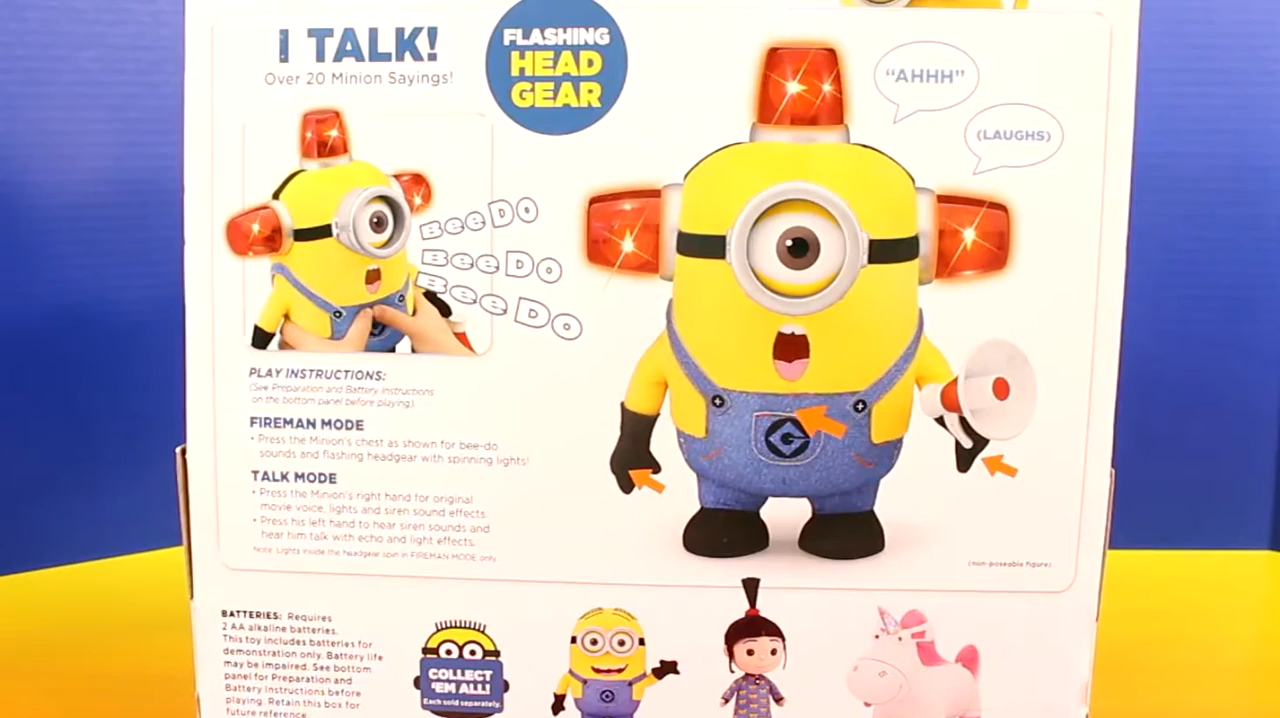 I TALK!
Over 20 Minion Sayings!
FLASHING
HEAD
GEAR
"AHHH"
(LAUGHS)
BeeDo
BeeDo
BeeDo
PLAY INSTRUCTIONS:
(See Preparation and Battery Instructions
on the bottom panel before playing).
FIREMAN MODE
• Press the Minion's chest as shown for bee-do
sounds and flashing headgear with spinning lights!
TALK MODE
• Press the Minion's right hand for original
movie voice, lights and siren sound effects.
• Press his left hand to hear siren sounds and
hear him talk with echo and light effects.
Note: Lights inside the headgear spin in FIREMAN MODE only.
(non-poseable figure)
BATTERIES: Requires
2 AA alkaline batteries.
This toy includes batteries for
demonstration only. Battery life
may be impaired. See bottom
panel for Preparation and
Battery Instructions before
playing. Retain this box for
future reference.
COLLECT
'EM ALL!
Each sold separately.